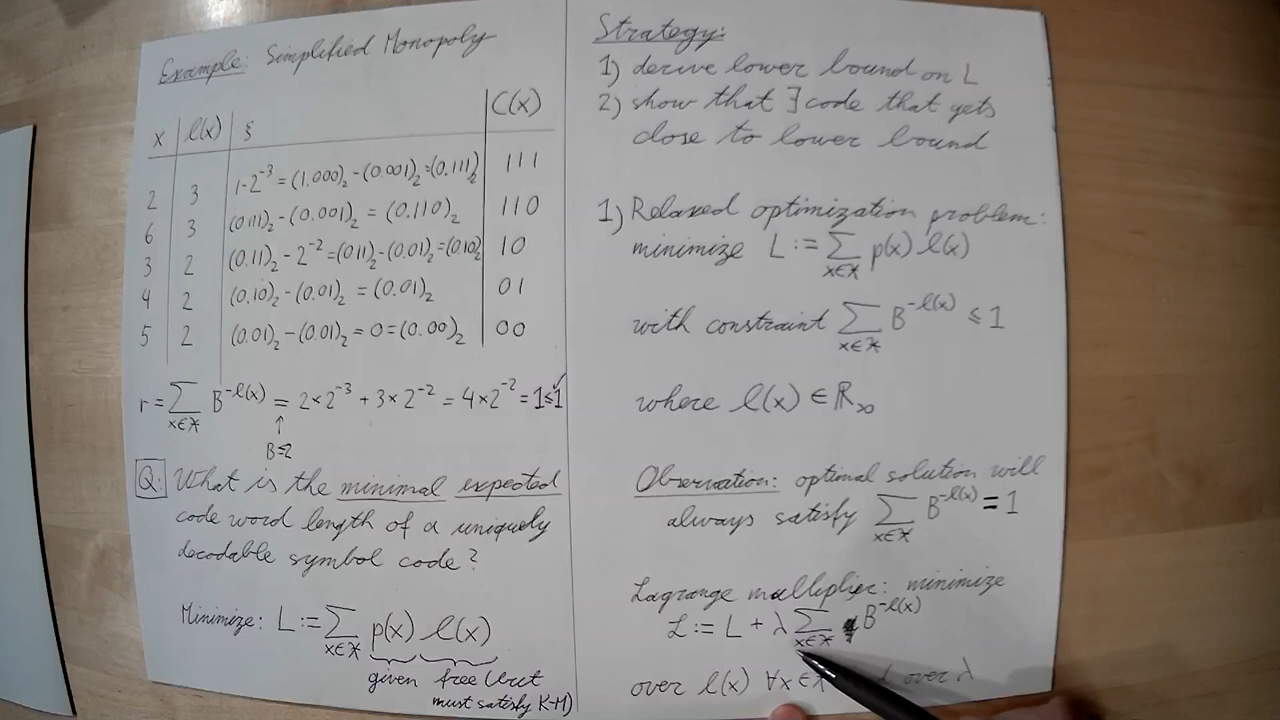 Example: Simplified Monopoly
x | l(x) | ξ | C(x)
2 | 3 | 1-2⁻³ = (1.000)₂ - (0.001)₂ = (0.111)₂ | 111
6 | 3 | (0.111)₂ - (0.001)₂ = (0.110)₂ | 110
3 | 2 | (0.11)₂ - 2⁻² = (0.11)₂ - (0.01)₂ = (0.10)₂ | 10
4 | 2 | (0.10)₂ - (0.01)₂ = (0.01)₂ | 01
5 | 2 | (0.01)₂ - (0.01)₂ = 0 = (0.00)₂ | 00
r = Σ B^{-l(x)} = 2×2⁻³ + 3×2⁻² = 4×2⁻² = 1 ≤ 1 ✓
x∈𝒳
↑
B=2
Q: What is the minimal expected
code word length of a uniquely
decodable symbol code?
Minimize: L := Σ p(x) l(x)
x∈𝒳
given free (but
must satisfy KM)
Strategy:
1) derive lower bound on L
2) show that ∃ code that gets
close to lower bound
1) Relaxed optimization problem:
minimize L := Σ p(x) l(x)
x∈𝒳
with constraint Σ B^{-l(x)} ≤ 1
x∈𝒳
where l(x) ∈ ℝ
Observation: optimal solution will
always satisfy Σ B^{-l(x)} = 1
x∈𝒳
Lagrange multiplier: minimize
ℒ := L + λ Σ B^{-l(x)}
x∈𝒳
over l(x) ∀x∈𝒳 over λ